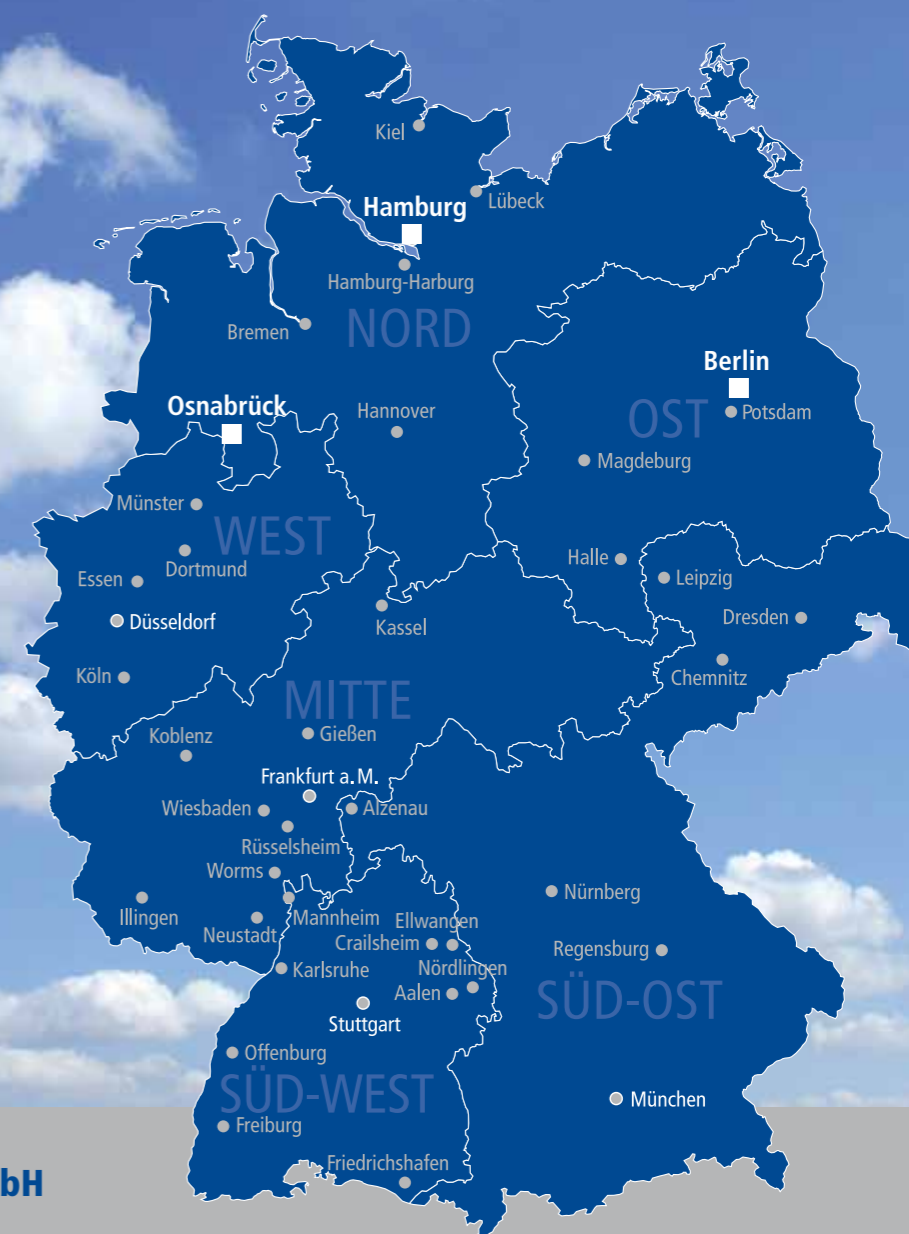 Kiel
Lübeck
Hamburg
Hamburg-Harburg
NORD
Bremen
Berlin
Osnabrück
Hannover
OST
Potsdam
Magdeburg
Münster
WEST
Dortmund
Halle
Essen
Leipzig
Düsseldorf
Kassel
Dresden
Köln
Chemnitz
MITTE
Koblenz
Gießen
Frankfurt a.M.
Wiesbaden
Alzenau
Rüsselsheim
Worms
Illingen
Nürnberg
Neustadt
Mannheim
Ellwangen
Crailsheim
Regensburg
Karlsruhe
Nördlingen
Aalen
SÜD-OST
Stuttgart
Offenburg
SÜD-WEST
München
Freiburg
Friedrichshafen
bH